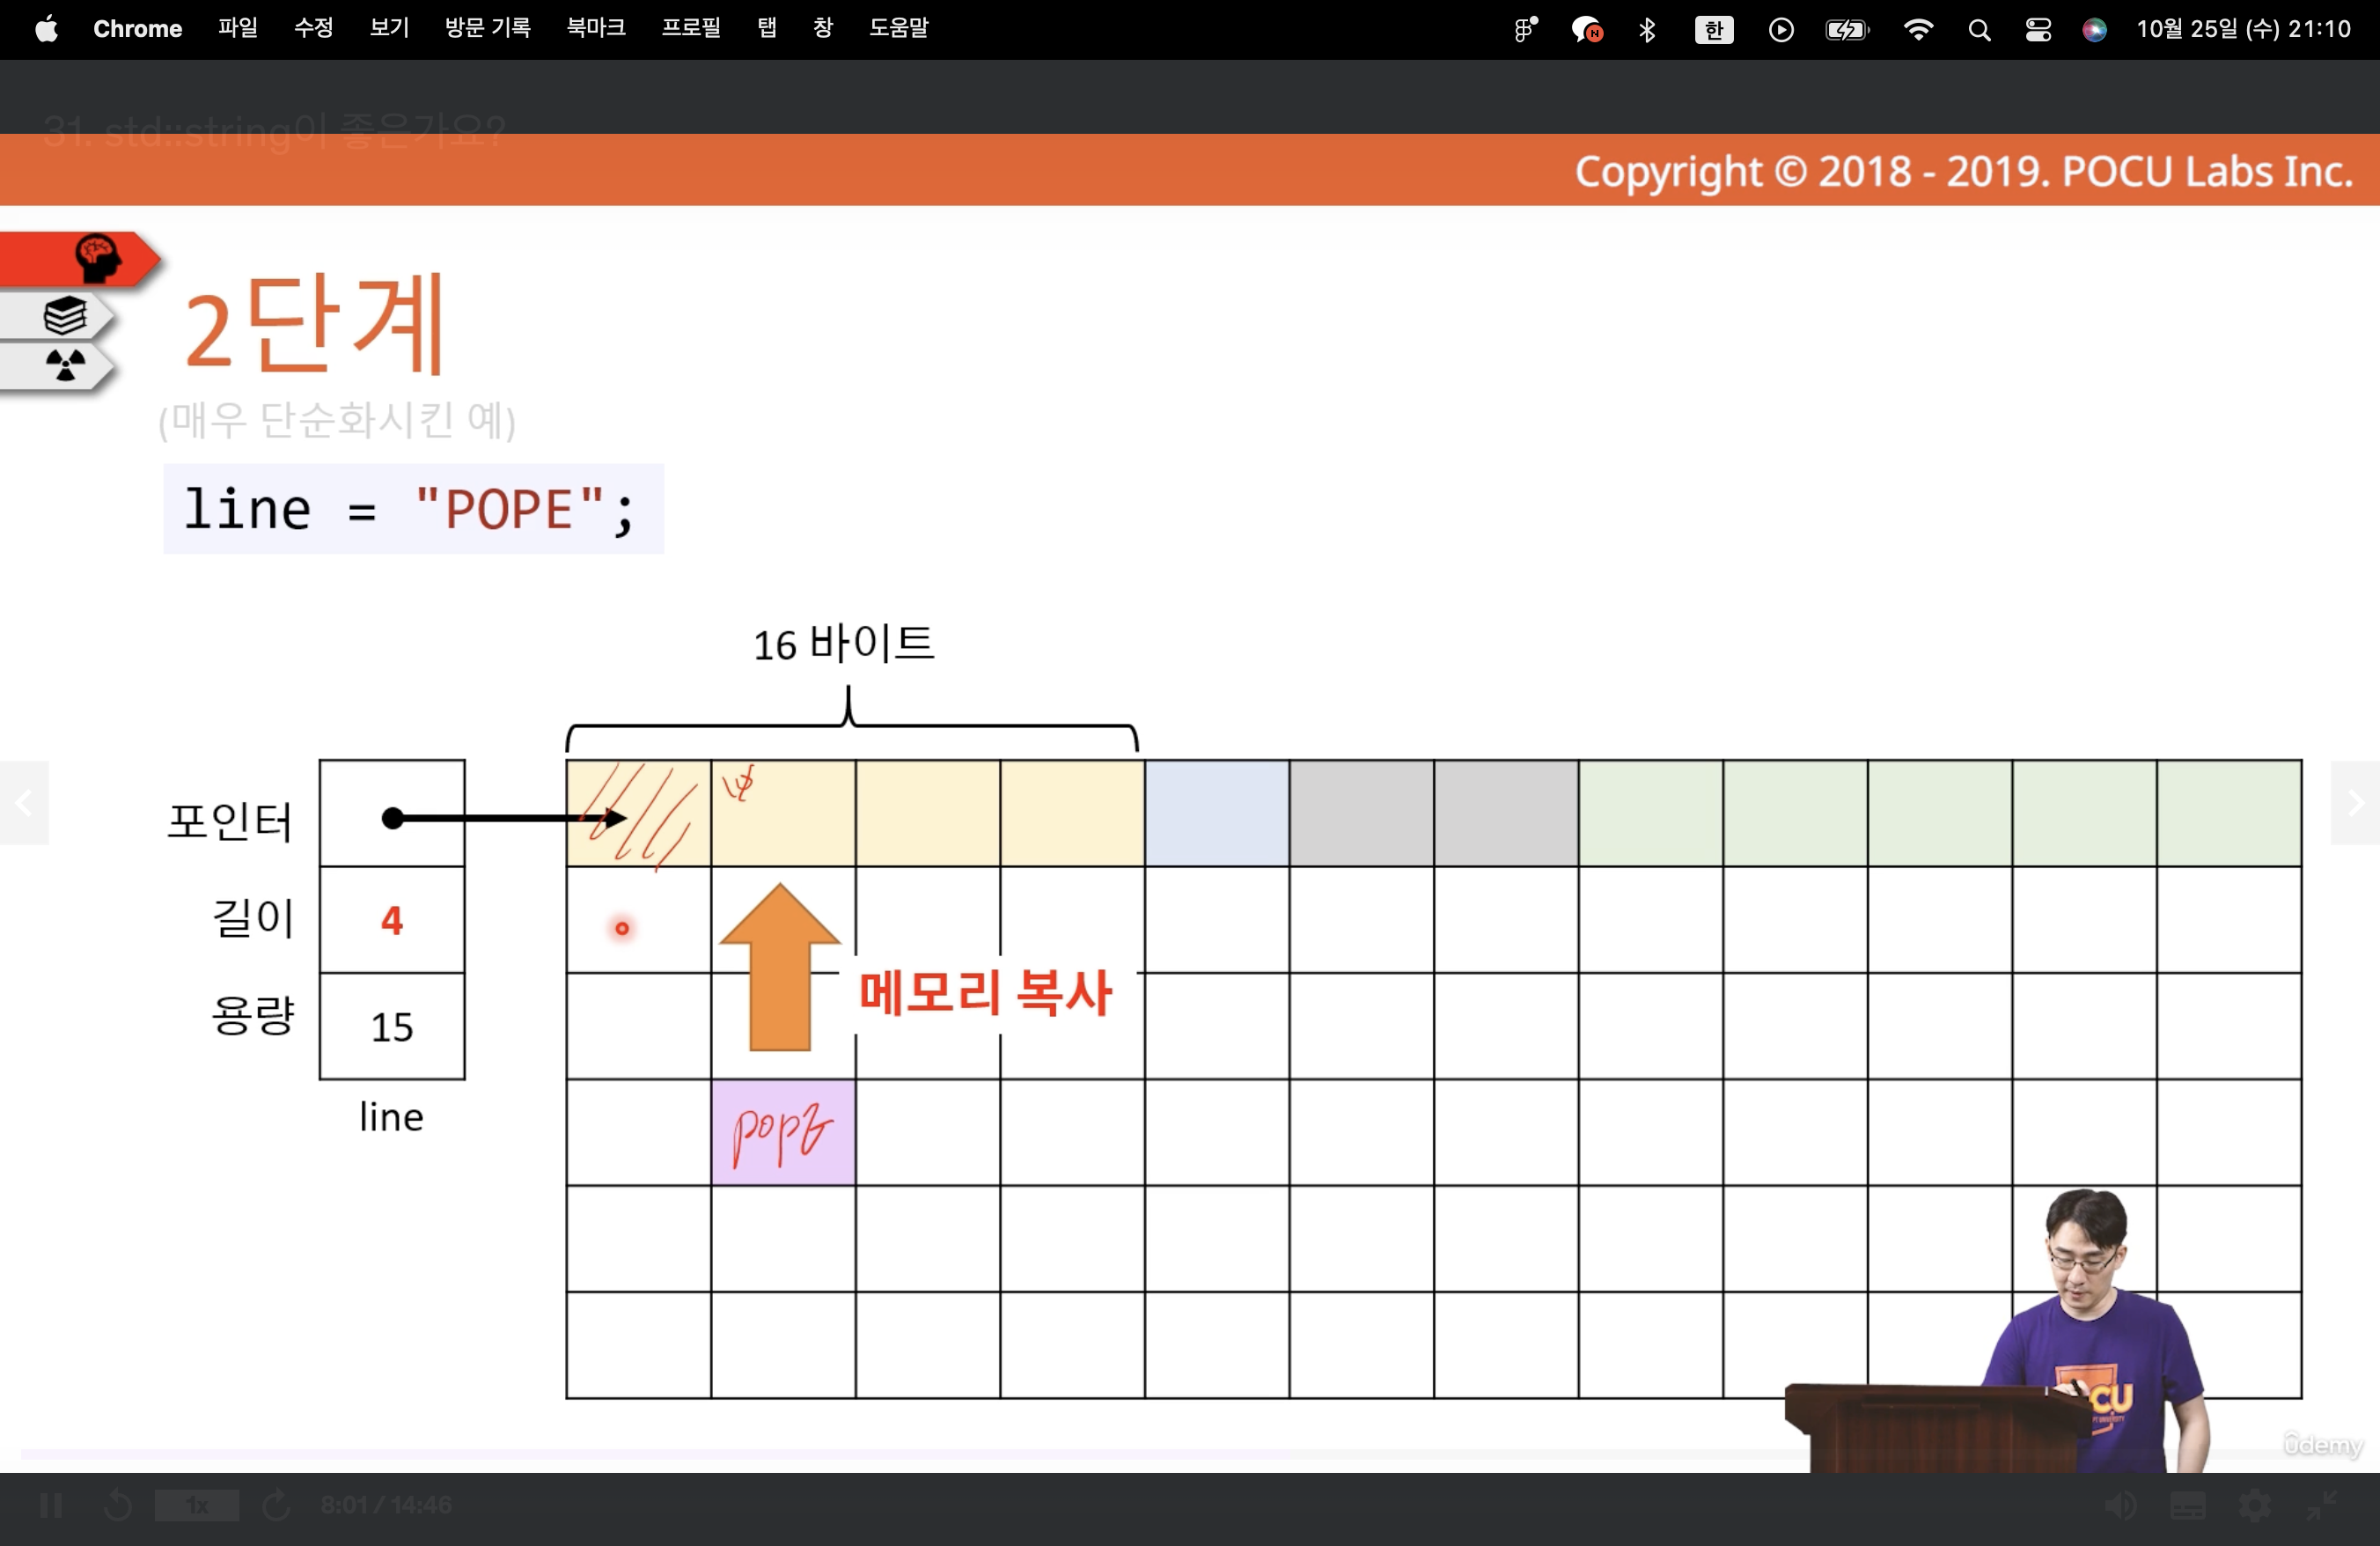 Chrome 파일 수정 보기 방문 기록 북마크 프로필 탭 창 도움말 한 10월 25일 (수) 21:10
31. std::string이 좋은가요?
Copyright © 2018 - 2019. POCU Labs Inc.
2단계
(매우 단순화시킨 예)
line = "POPE";
16 바이트
포인터
길이 4
용량 15
line
메모리 복사
POPE
CU
udemy
1x 8:01 / 14:46